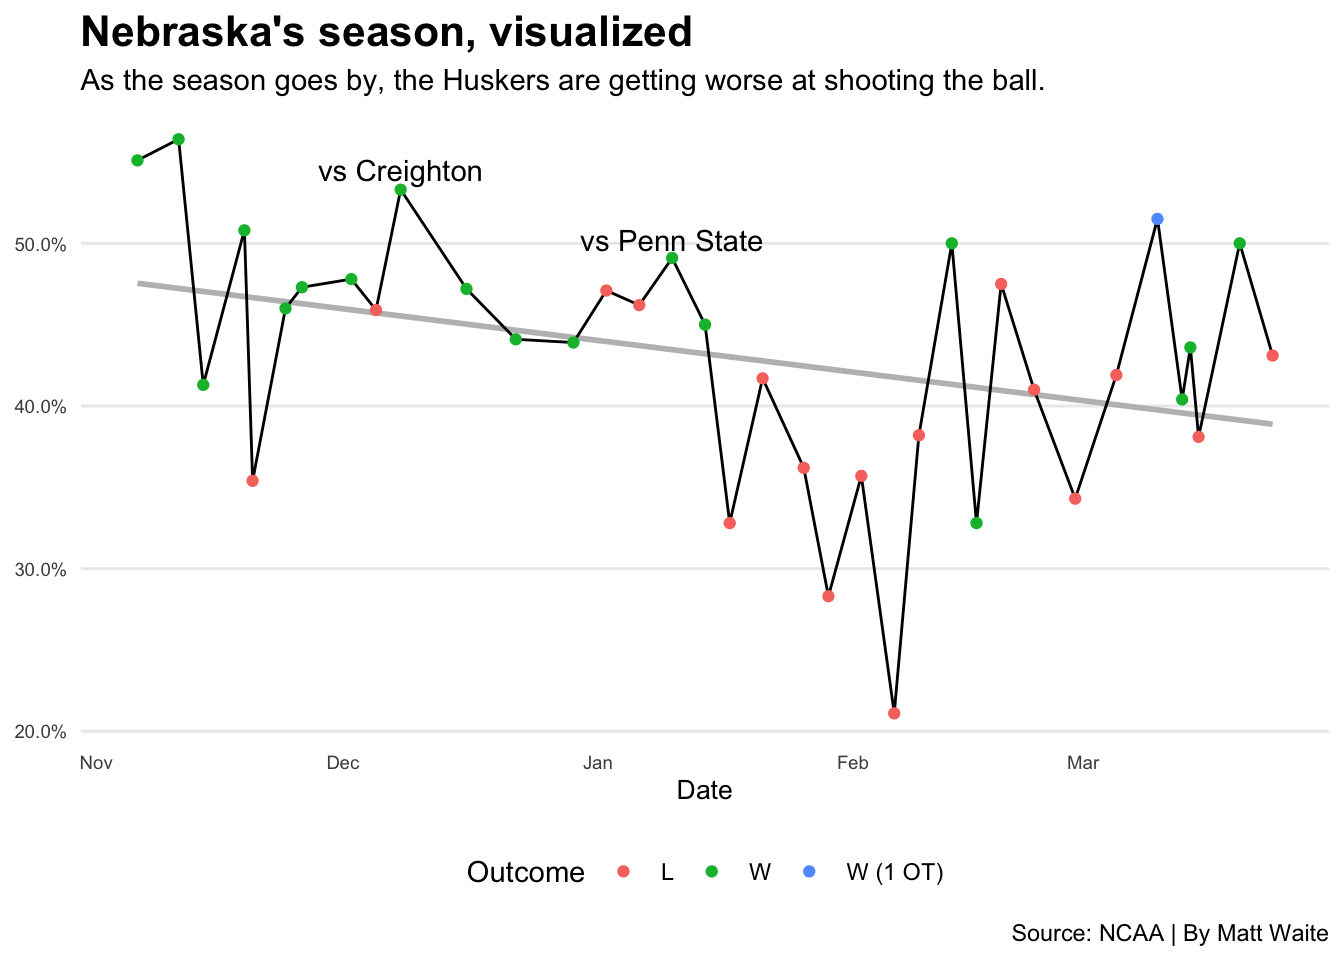 Nebraska's season, visualized
As the season goes by, the Huskers are getting worse at shooting the ball.
vs Creighton
vs Penn State
50.0%
40.0%
30.0%
20.0%
Nov Dec Jan Feb Mar
Date
Outcome L W W (1 OT)
Source: NCAA | By Matt Waite